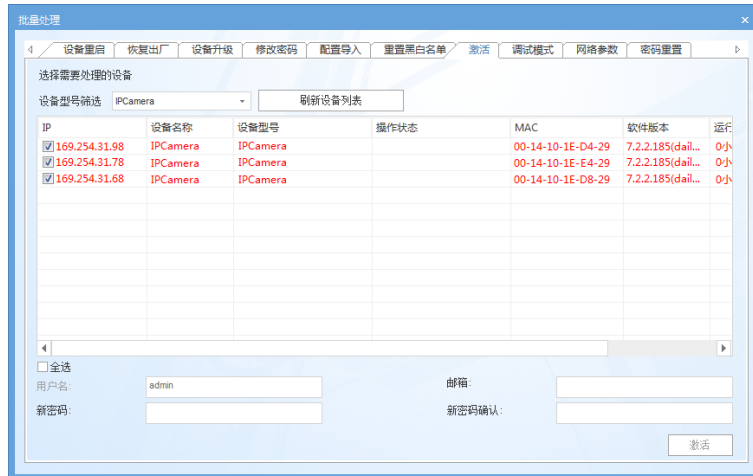 批量处理
设备重启 恢复出厂 设备升级 修改密码 配置导入 重置黑白名单 激活 调试模式 网络参数 密码重置
选择需要处理的设备
设备型号筛选 IPCamera 刷新设备列表
IP 设备名称 设备型号 操作状态 MAC 软件版本 运行
169.254.31.98 IPCamera IPCamera 00-14-10-1E-D4-29 7.2.2.185(dail... 0小
169.254.31.78 IPCamera IPCamera 00-14-10-1E-E4-29 7.2.2.185(dail... 0小
169.254.31.68 IPCamera IPCamera 00-14-10-1E-D8-29 7.2.2.185(dail... 0小
全选
用户名: admin 邮箱:
新密码: 新密码确认:
激活